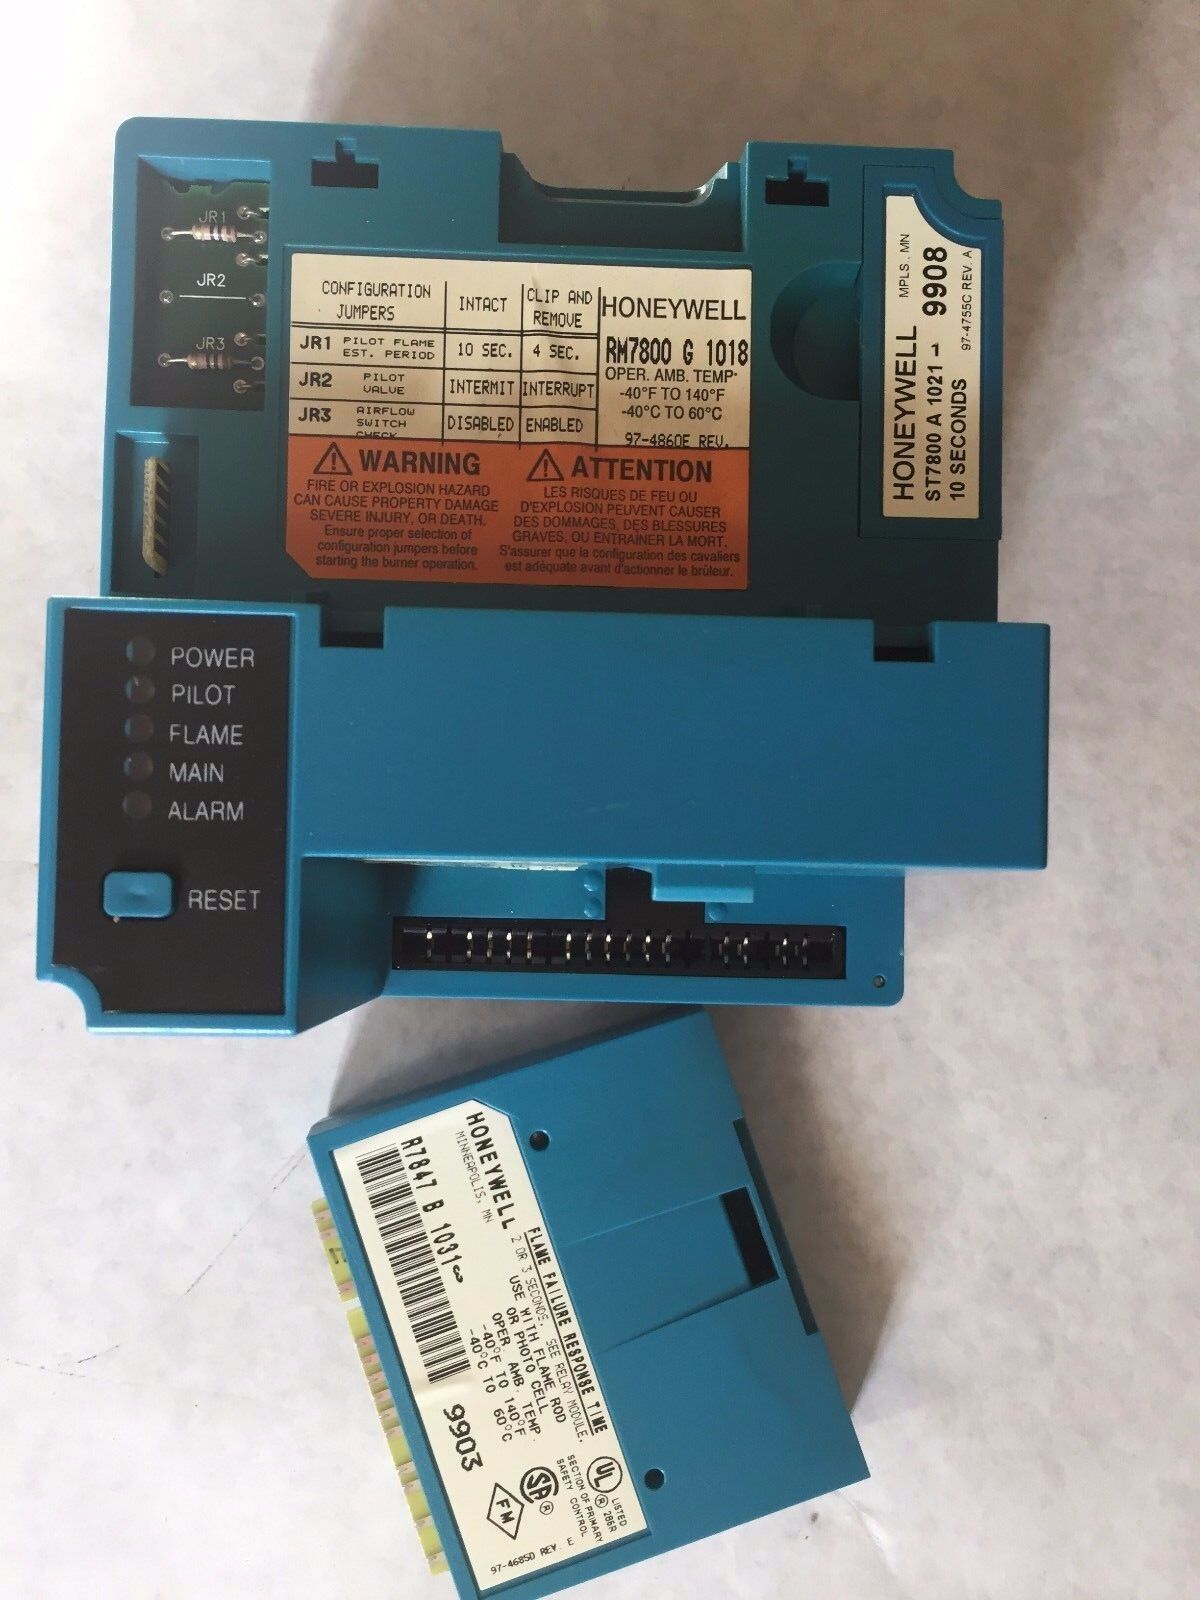 JR1
JR2
JR3
CONFIGURATION JUMPERS INTACT CLIP AND REMOVE
JR1 PILOT FLAME EST. PERIOD 10 SEC. 4 SEC.
JR2 PILOT VALVE INTERMIT INTERRUPT
JR3 AIRFLOW SWITCH CHECK DISABLED ENABLED
HONEYWELL
RM7800 G 1018
OPER. AMB. TEMP.
-40°F TO 140°F
-40°C TO 60°C
97-4860E REV.
WARNING
FIRE OR EXPLOSION HAZARD
CAN CAUSE PROPERTY DAMAGE
SEVERE INJURY, OR DEATH.
Ensure proper selection of
configuration jumpers before
starting the burner operation.
ATTENTION
LES RISQUES DE FEU OU
D'EXPLOSION PEUVENT CAUSER
DES DOMMAGES, DES BLESSURES
GRAVES, OU ENTRAINER LA MORT.
S'assurer que la configuration des cavaliers
est adéquate avant d'actionner le brûleur.
HONEYWELL MPLS., MN
ST7800 A 1021 1 9908
10 SECONDS 97-4755C REV. A
POWER
PILOT
FLAME
MAIN
ALARM
RESET
HONEYWELL
MINNEAPOLIS, MN
R7847 B 1031 8
9903
FLAME FAILURE RESPONSE TIME
2 OR 3 SECONDS, SEE RELAY MODULE,
USE WITH FLAME ROD
OR PHOTO CELL
OPER. AMB. TEMP.
-40°F TO 140°F
-40°C TO 60°C
UL ® LISTED
286R
SECTION OF PRIMARY
SAFETY CONTROL
SA ®
FM
97-4685D REV. E